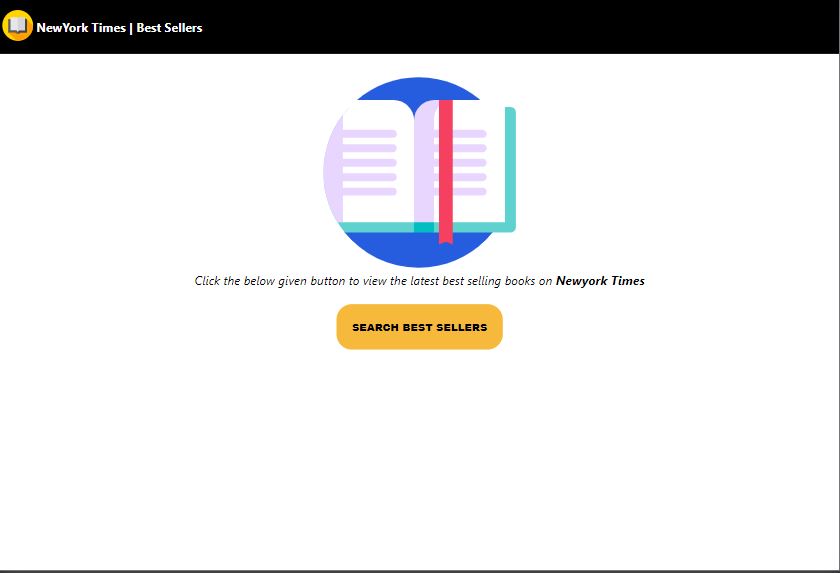 NewYork Times | Best Sellers
Click the below given button to view the latest best selling books on Newyork Times
SEARCH BEST SELLERS